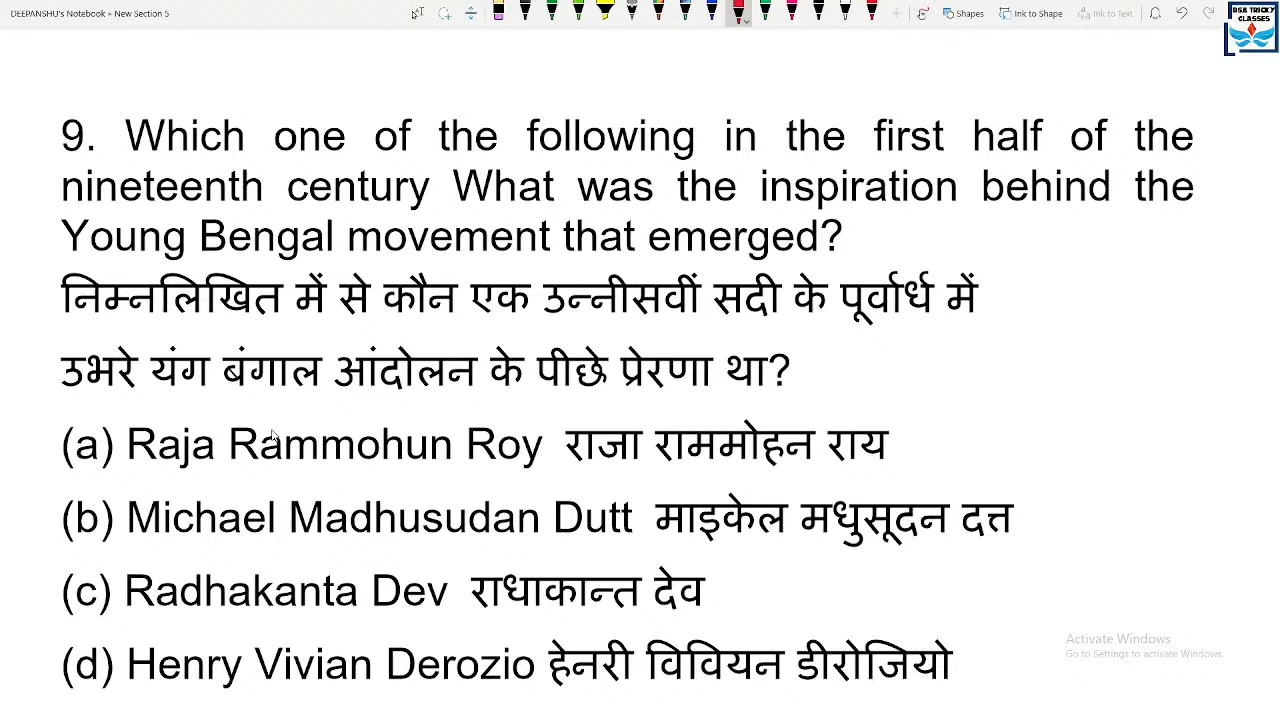 DEEPANSHU's Notebook » New Section 5
Shapes
Ink to Shape
Ink to Text
BSA TRICKY
CLASSES
9. Which one of the following in the first half of the
nineteenth century What was the inspiration behind the
Young Bengal movement that emerged?
निम्नलिखित में से कौन एक उन्नीसवीं सदी के पूर्वार्ध में
उभरे यंग बंगाल आंदोलन के पीछे प्रेरणा था?
(a) Raja Rammohun Roy राजा राममोहन राय
(b) Michael Madhusudan Dutt माइकेल मधुसूदन दत्त
(c) Radhakanta Dev राधाकान्त देव
(d) Henry Vivian Derozio हेनरी विवियन डीरोजियो
Activate Windows
Go to Settings to activate Windows.